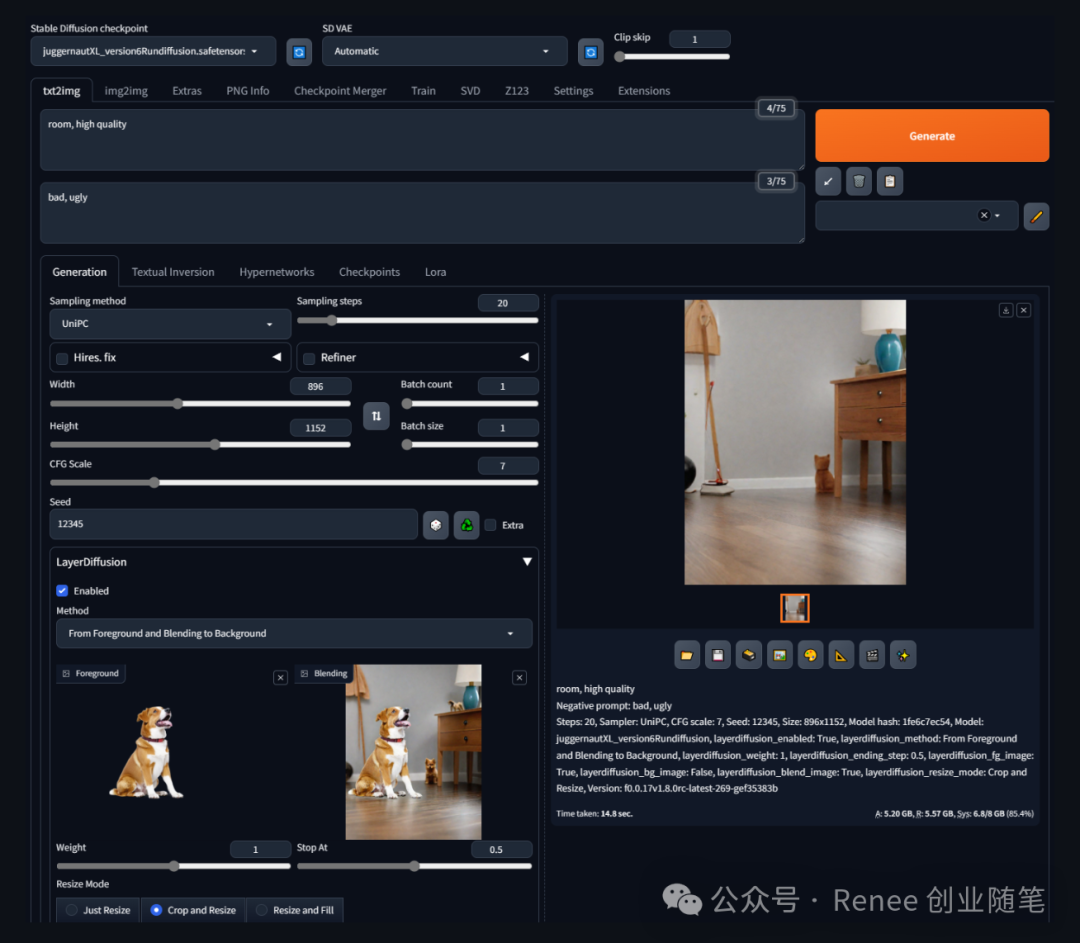 Stable Diffusion checkpoint
SD VAE
Clip skip
1
juggernautXL_version6Rundiffusion.safetensor:
Automatic
txt2img
img2img
Extras
PNG Info
Checkpoint Merger
Train
SVD
Z123
Settings
Extensions
4/75
room, high quality
Generate
3/75
bad, ugly
Generation
Textual Inversion
Hypernetworks
Checkpoints
Lora
Sampling method
Sampling steps
20
UniPC
Hires. fix
Refiner
Width
896
Batch count
1
Height
1152
Batch size
1
CFG Scale
7
Seed
12345
Extra
LayerDiffusion
Enabled
Method
From Foreground and Blending to Background
Foreground
Blending
Weight
1
Stop At
0.5
Resize Mode
Just Resize
Crop and Resize
Resize and Fill
room, high quality
Negative prompt: bad, ugly
Steps: 20, Sampler: UniPC, CFG scale: 7, Seed: 12345, Size: 896x1152, Model hash: 1fe6c7ec54, Model:
juggernautXL_version6Rundiffusion, layerdiffusion_enabled: True, layerdiffusion_method: From Foreground
and Blending to Background, layerdiffusion_weight: 1, layerdiffusion_ending_step: 0.5, layerdiffusion_fg_image:
True, layerdiffusion_bg_image: False, layerdiffusion_blend_image: True, layerdiffusion_resize_mode: Crop and
Resize, Version: f0.0.17v1.8.0rc-latest-269-gef35383b
Time taken: 14.8 sec.
A: 5.20 GB, R: 5.57 GB, Sys: 6.8/8 GB (85.4%)
公众号 · Renee 创业随笔